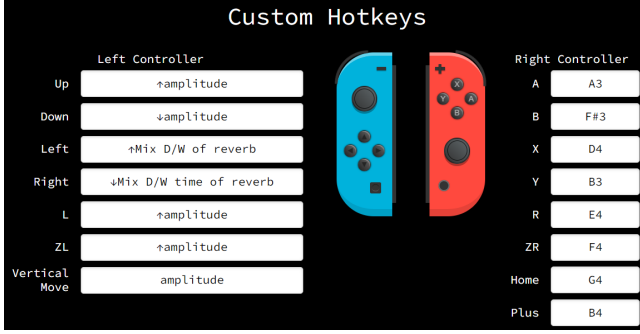 Custom Hotkeys
Left Controller
Up ↑amplitude
Down ↓amplitude
Left ↑Mix D/W of reverb
Right ↓Mix D/W time of reverb
L ↑amplitude
ZL ↑amplitude
Vertical
Move amplitude
X
Y A
B
Right Controller
A A3
B F#3
X D4
Y B3
R E4
ZR F4
Home G4
Plus B4